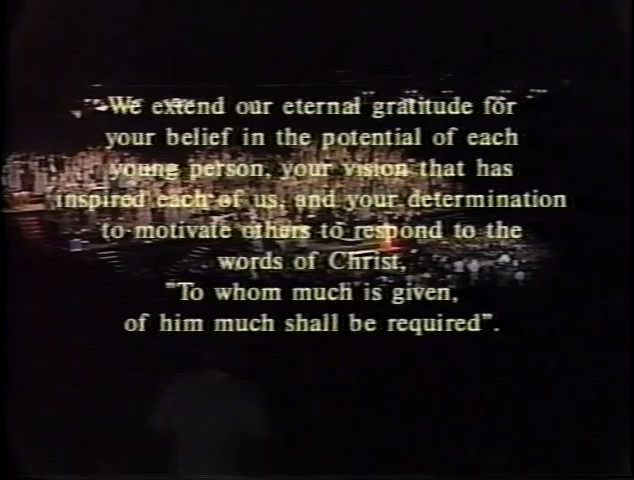 We extend our eternal gratitude for
your belief in the potential of each
young person, your vision that has
inspired each of us, and your determination
to motivate others to respond to the
words of Christ,
"To whom much is given,
of him much shall be required".